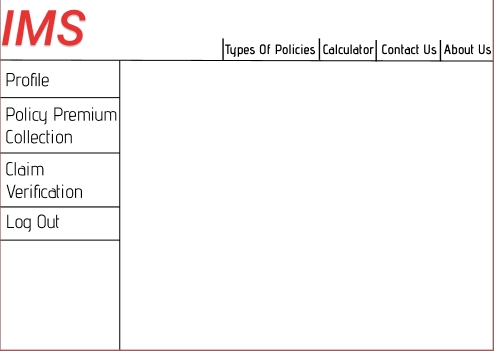 IMS
Types Of Policies Calculator Contact Us About Us
Profile
Policy Premium
Collection
Claim
Verification
Log Out